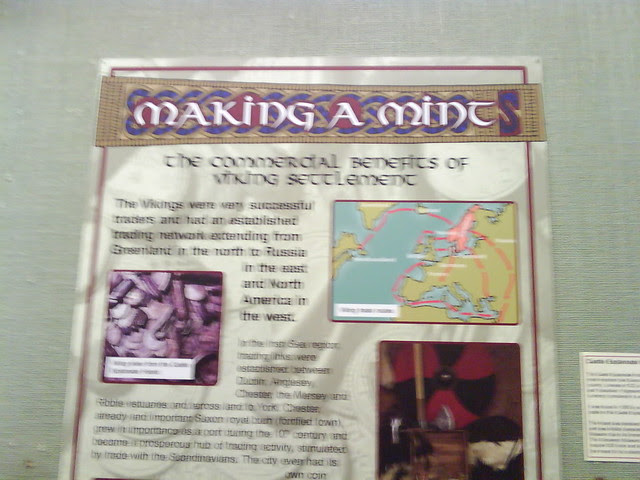 MAKING A MINT
THE COMMERCIAL BENEFITS OF
VIKING SETTLEMENT
The Vikings were very successful
traders and had an established
trading network extending from
Greenland in the north to Russia
in the east
and North
America in
the west.
In the Irish Sea region
trading links were
established between
Dublin, Anglesey,
Chester, the Mersey and
Ribble estuaries and across land to York. Chester,
already an important Saxon royal burh (fortified town),
grew in importance as a port during the 10th century and
became a prosperous hub of trading activity, stimulated
by trade with the Scandinavians. The city even had its
own coin